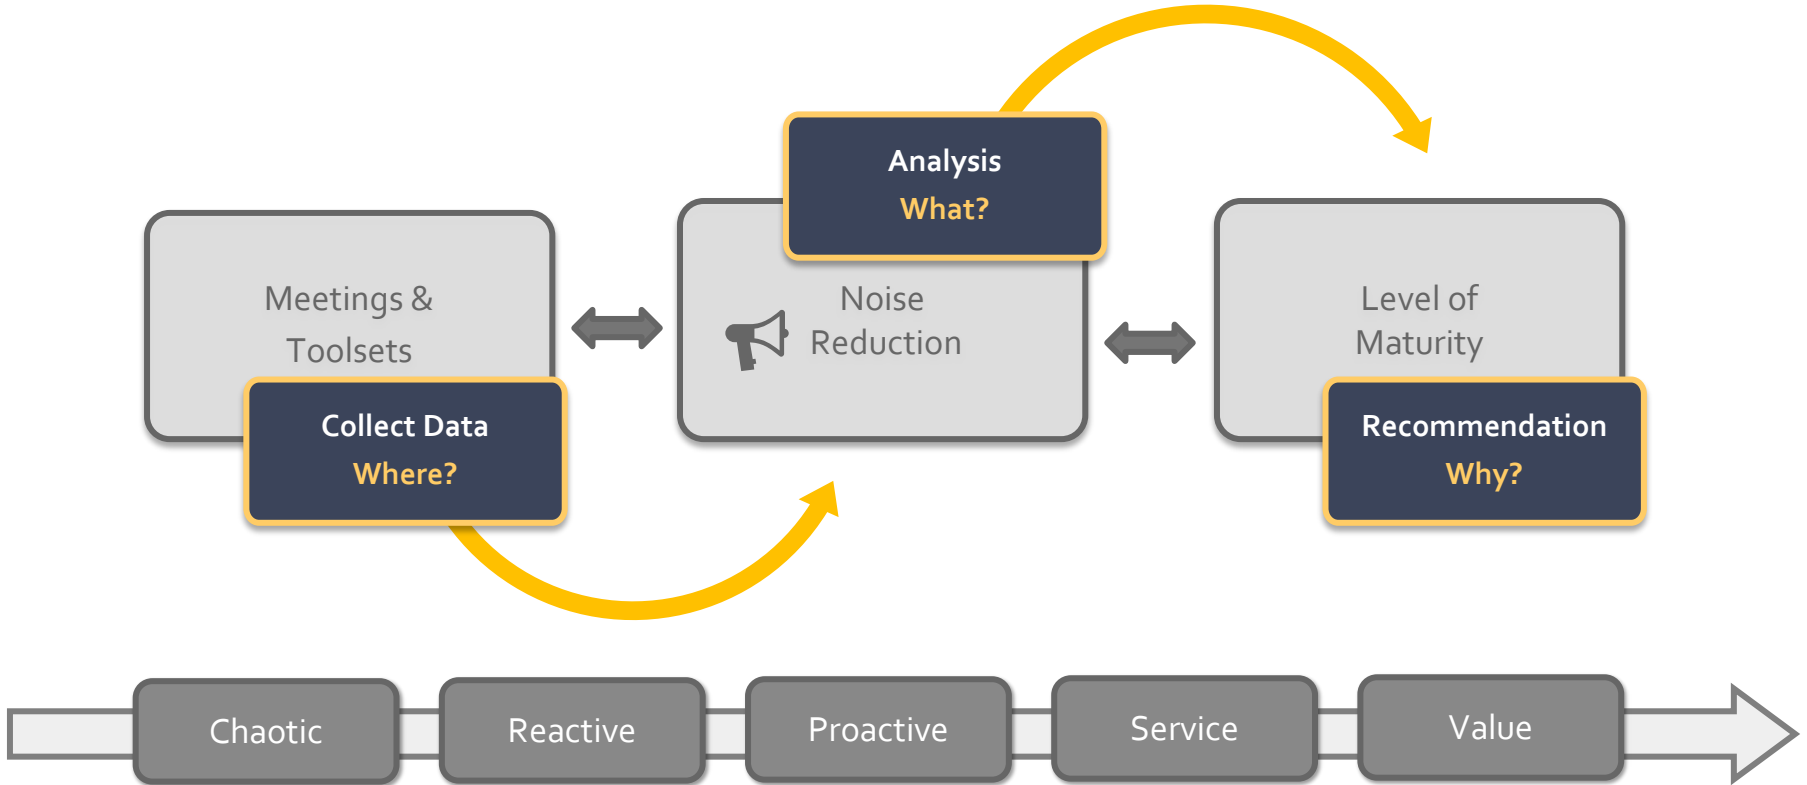 Meetings &
Toolsets
Collect Data
Where?
Analysis
What?
Noise
Reduction
Level of
Maturity
Recommendation
Why?
Chaotic
Reactive
Proactive
Service
Value